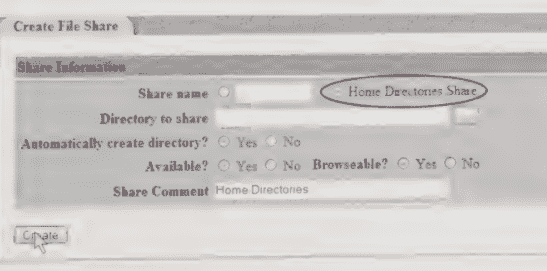 Create File Share
Share Information
Share name Home Directories Share
Directory to share
Automatically create directory? Yes No
Available? Yes No Browseable? Yes No
Share Comment Home Directories
Create